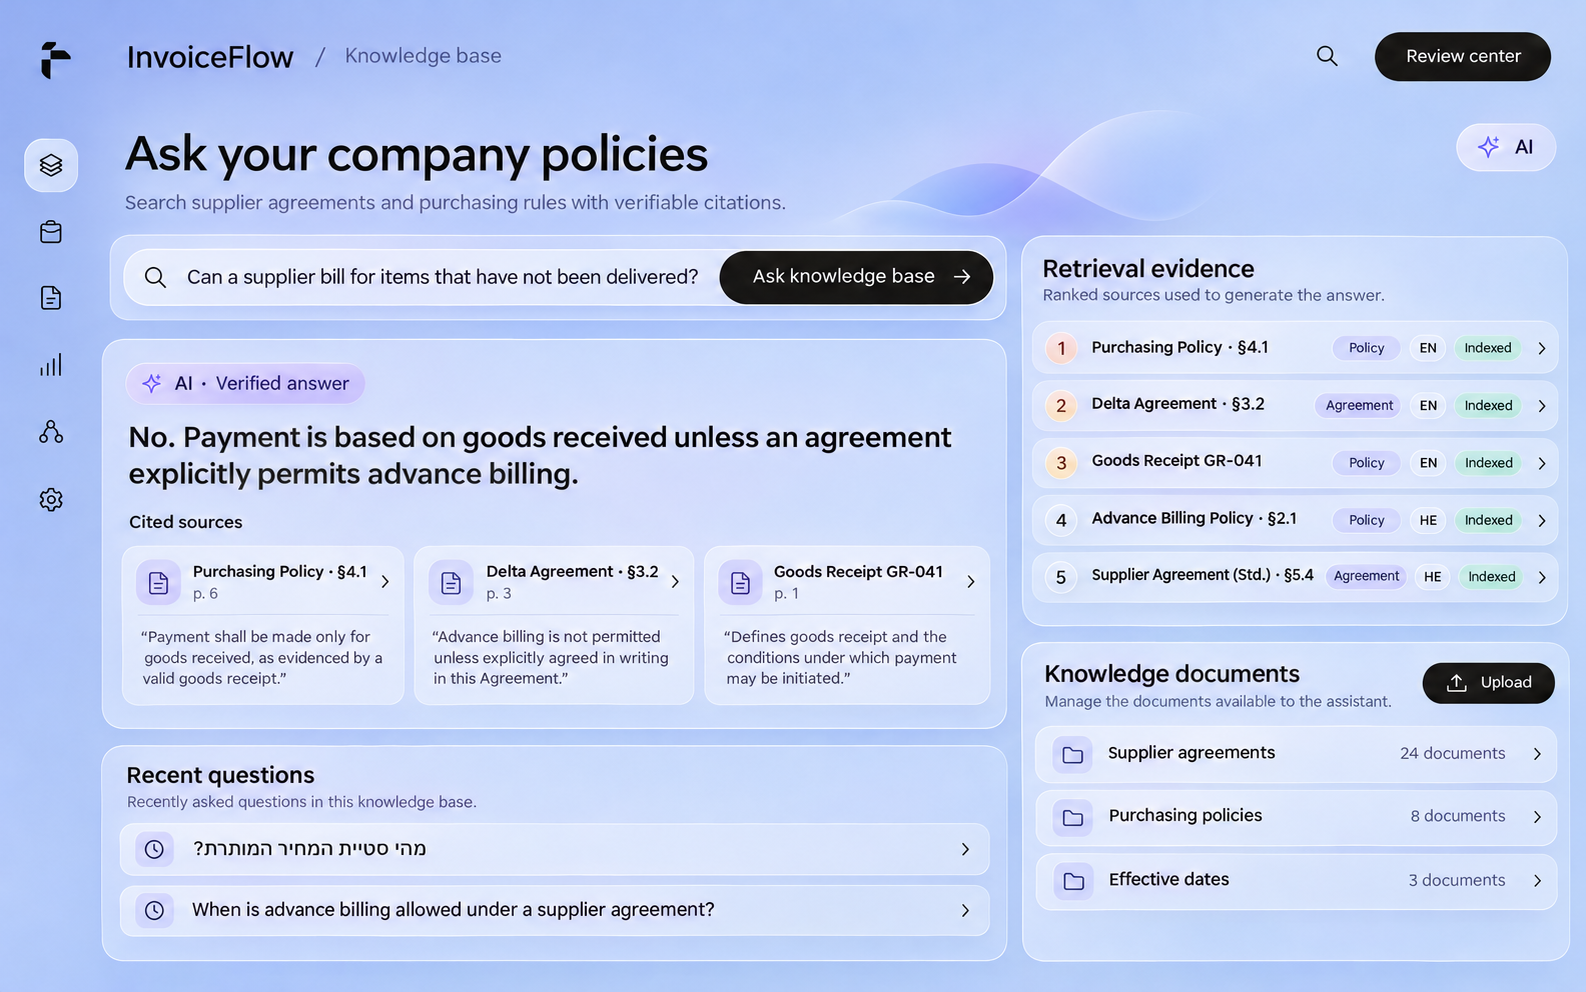 InvoiceFlow / Knowledge base
Review center
Ask your company policies
AI
Search supplier agreements and purchasing rules with verifiable citations.
Can a supplier bill for items that have not been delivered?
Ask knowledge base →
AI · Verified answer
No. Payment is based on goods received unless an agreement
explicitly permits advance billing.
Cited sources
Purchasing Policy · §4.1
p. 6
“Payment shall be made only for
goods received, as evidenced by a
valid goods receipt.”
Delta Agreement · §3.2
p. 3
“Advance billing is not permitted
unless explicitly agreed in writing
in this Agreement.”
Goods Receipt GR-041
p. 1
“Defines goods receipt and the
conditions under which payment
may be initiated.”
Recent questions
Recently asked questions in this knowledge base.
מהי סטיית המחיר המותרת?
When is advance billing allowed under a supplier agreement?
Retrieval evidence
Ranked sources used to generate the answer.
1 Purchasing Policy · §4.1 Policy EN Indexed
2 Delta Agreement · §3.2 Agreement EN Indexed
3 Goods Receipt GR-041 Policy EN Indexed
4 Advance Billing Policy · §2.1 Policy HE Indexed
5 Supplier Agreement (Std.) · §5.4 Agreement HE Indexed
Knowledge documents
Manage the documents available to the assistant.
Upload
Supplier agreements 24 documents
Purchasing policies 8 documents
Effective dates 3 documents